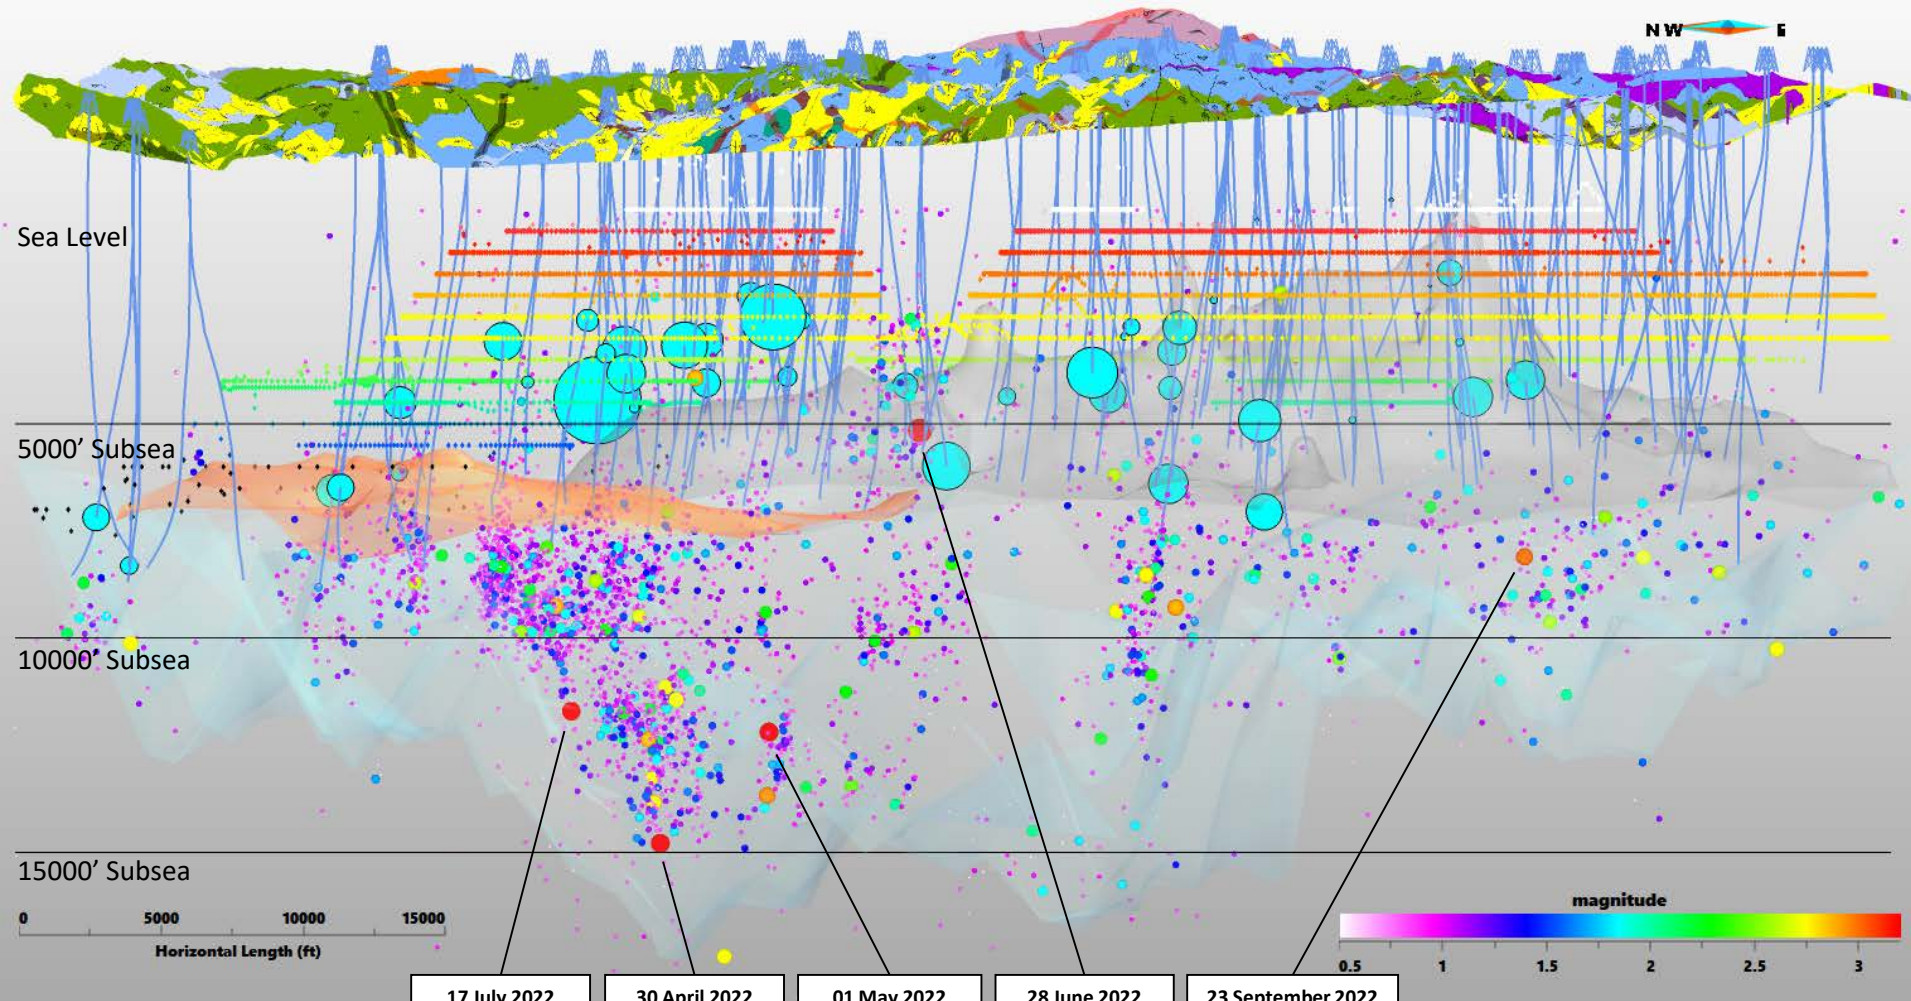 N W E
Sea Level
5000’ Subsea
10000’ Subsea
15000’ Subsea
0 5000 10000 15000
Horizontal Length (ft)
magnitude
0.5 1 1.5 2 2.5 3
17 July 2022
30 April 2022
01 May 2022
28 June 2022
23 September 2022